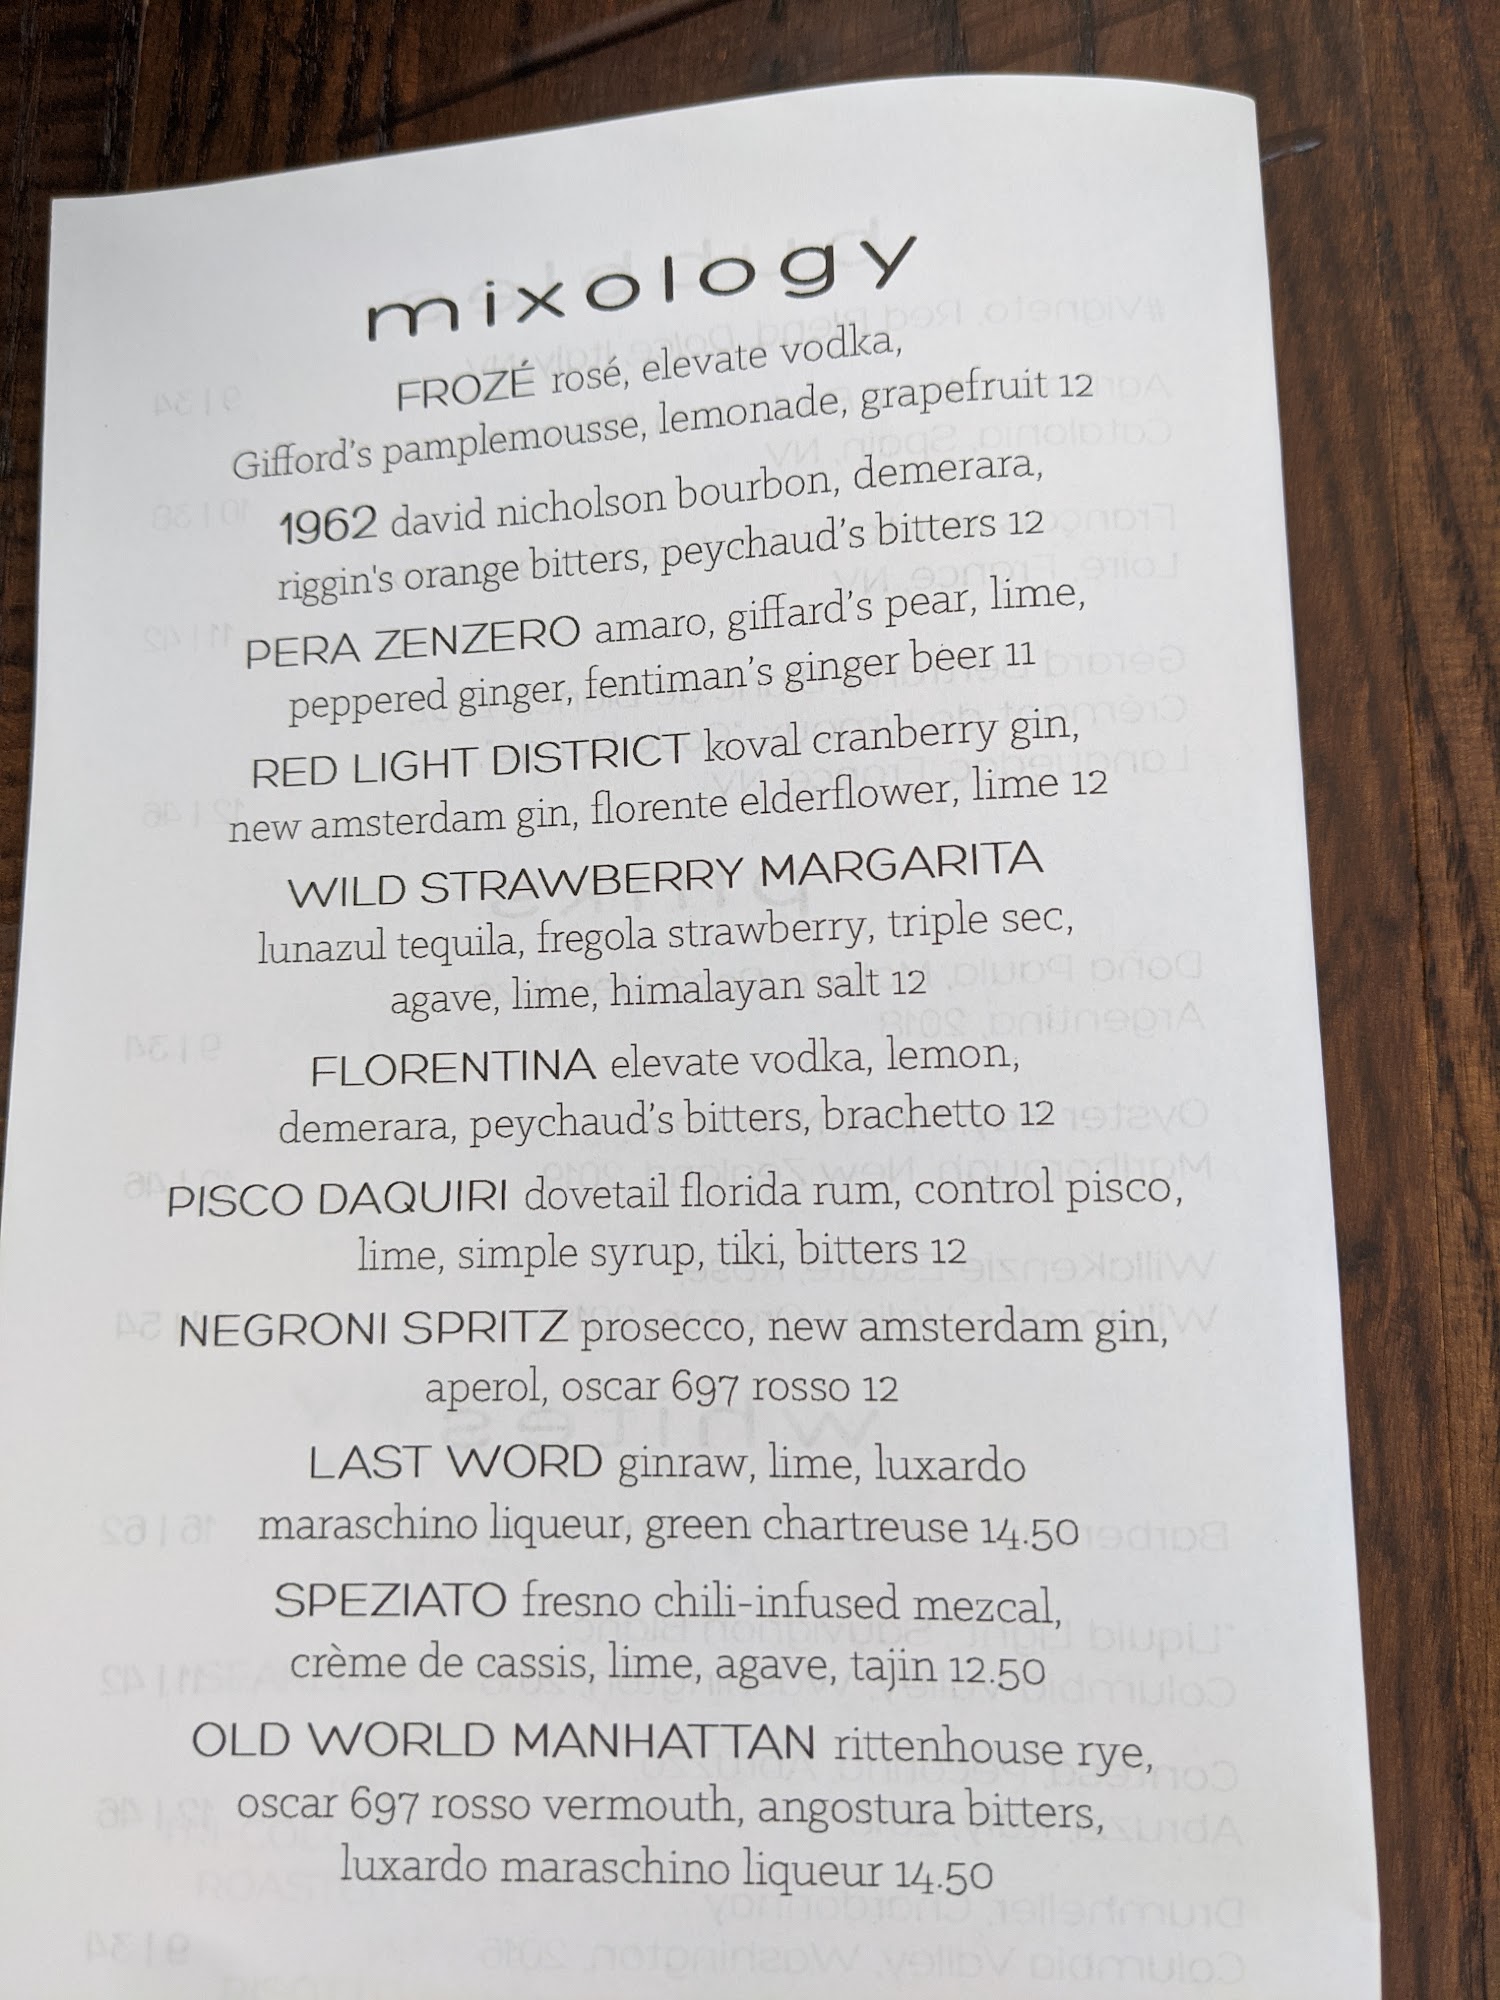 mixology
FROZÉ rosé, elevate vodka,
Gifford's pamplemousse, lemonade, grapefruit 12
1962 david nicholson bourbon, demerara,
riggin's orange bitters, peychaud's bitters 12
PERA ZENZERO amaro, giffard's pear, lime,
peppered ginger, fentiman's ginger beer 11
RED LIGHT DISTRICT koval cranberry gin,
new amsterdam gin, florente elderflower, lime 12
WILD STRAWBERRY MARGARITA
lunazul tequila, fregola strawberry, triple sec,
agave, lime, himalayan salt 12
FLORENTINA elevate vodka, lemon,
demerara, peychaud's bitters, brachetto 12
PISCO DAQUIRI dovetail florida rum, control pisco,
lime, simple syrup, tiki, bitters 12
NEGRONI SPRITZ prosecco, new amsterdam gin,
aperol, oscar 697 rosso 12
LAST WORD ginraw, lime, luxardo
maraschino liqueur, green chartreuse 14.50
SPEZIATO fresno chili-infused mezcal,
crème de cassis, lime, agave, tajin 12.50
OLD WORLD MANHATTAN rittenhouse rye,
oscar 697 rosso vermouth, angostura bitters,
luxardo maraschino liqueur 14.50